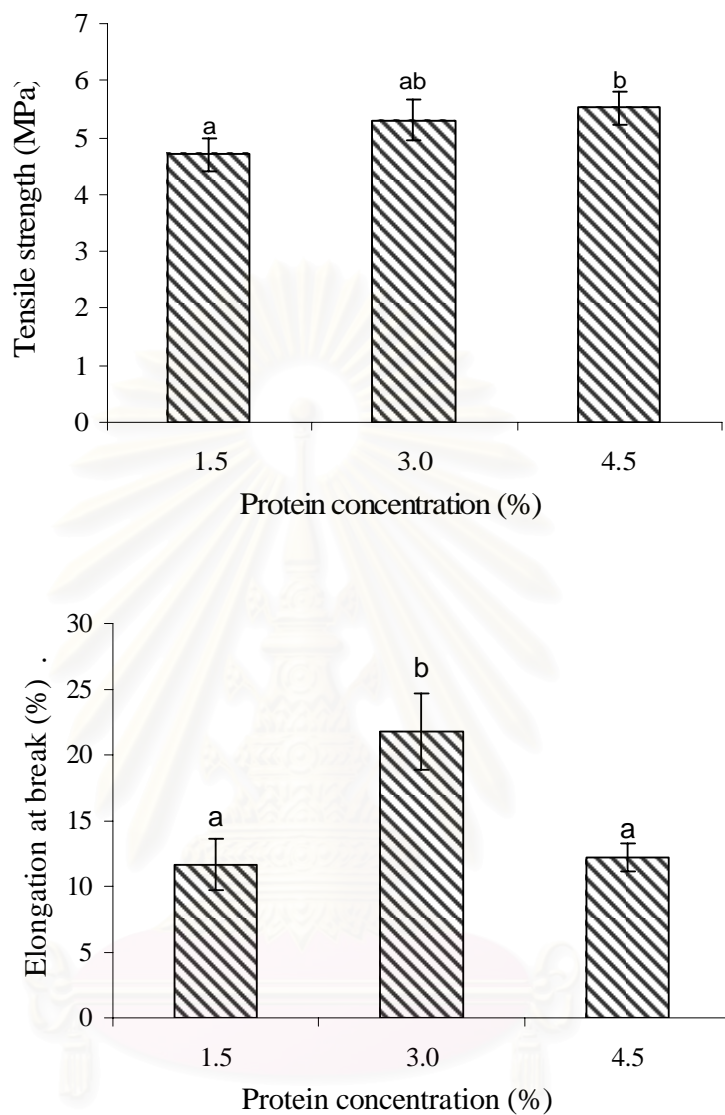 7
6
5
4
3
2
1
0
Tensile strength (MPa)
a
ab
b
1.5 3.0 4.5
Protein concentration (%)
30
25
20
15
10
5
0
Elongation at break (%) .
a
b
a
1.5 3.0 4.5
Protein concentration (%)